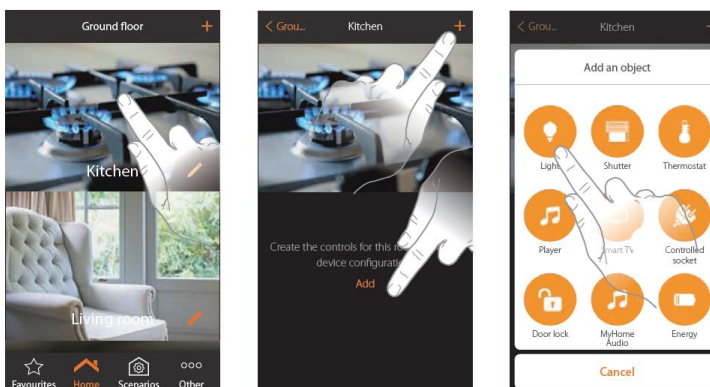 Ground floor +
Kitchen
Living room
Favourites Home Scenarios Other
< Grou... Kitchen +
Create the controls for this
device
Add
< Grou... Kitchen
Add an object
Light Shutter Thermostat
Player Smart TV Controlled
socket
Door lock MyHome Energy
Audio
Cancel